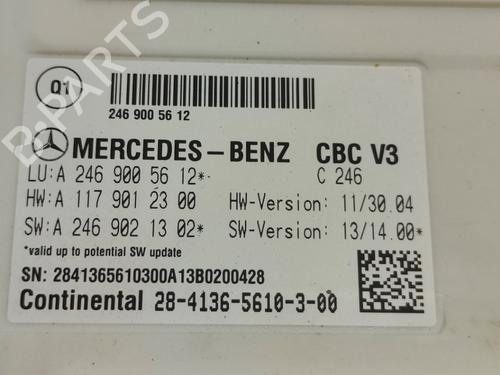 Q1
246 900 56 12
MERCEDES-BENZ CBC V3
LU: A 246 900 56 12* C 246
HW: A 117 901 23 00 HW-Version: 11/30.04
SW: A 246 902 13 02* SW-Version: 13/14.00*
*valid up to potential SW update
SN: 2841365610300A13B0200428
Continental 28-4136-5610-3-00
B PARTS